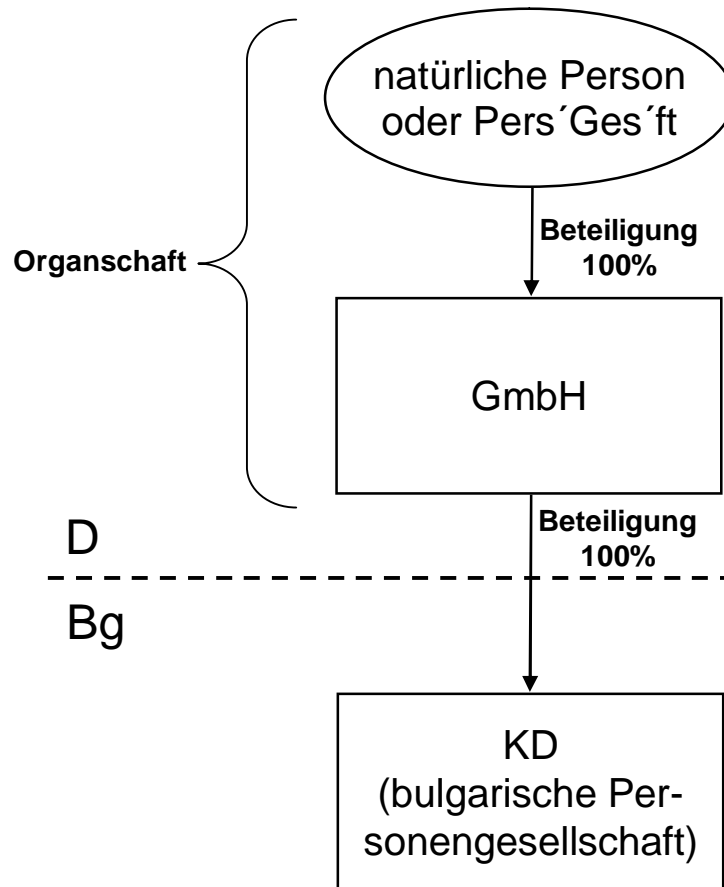 natürliche Person
oder Pers´Ges´ft
Beteiligung
100%
Organschaft
GmbH
Beteiligung
100%
D
Bg
KD
(bulgarische Per-
sonengesellschaft)